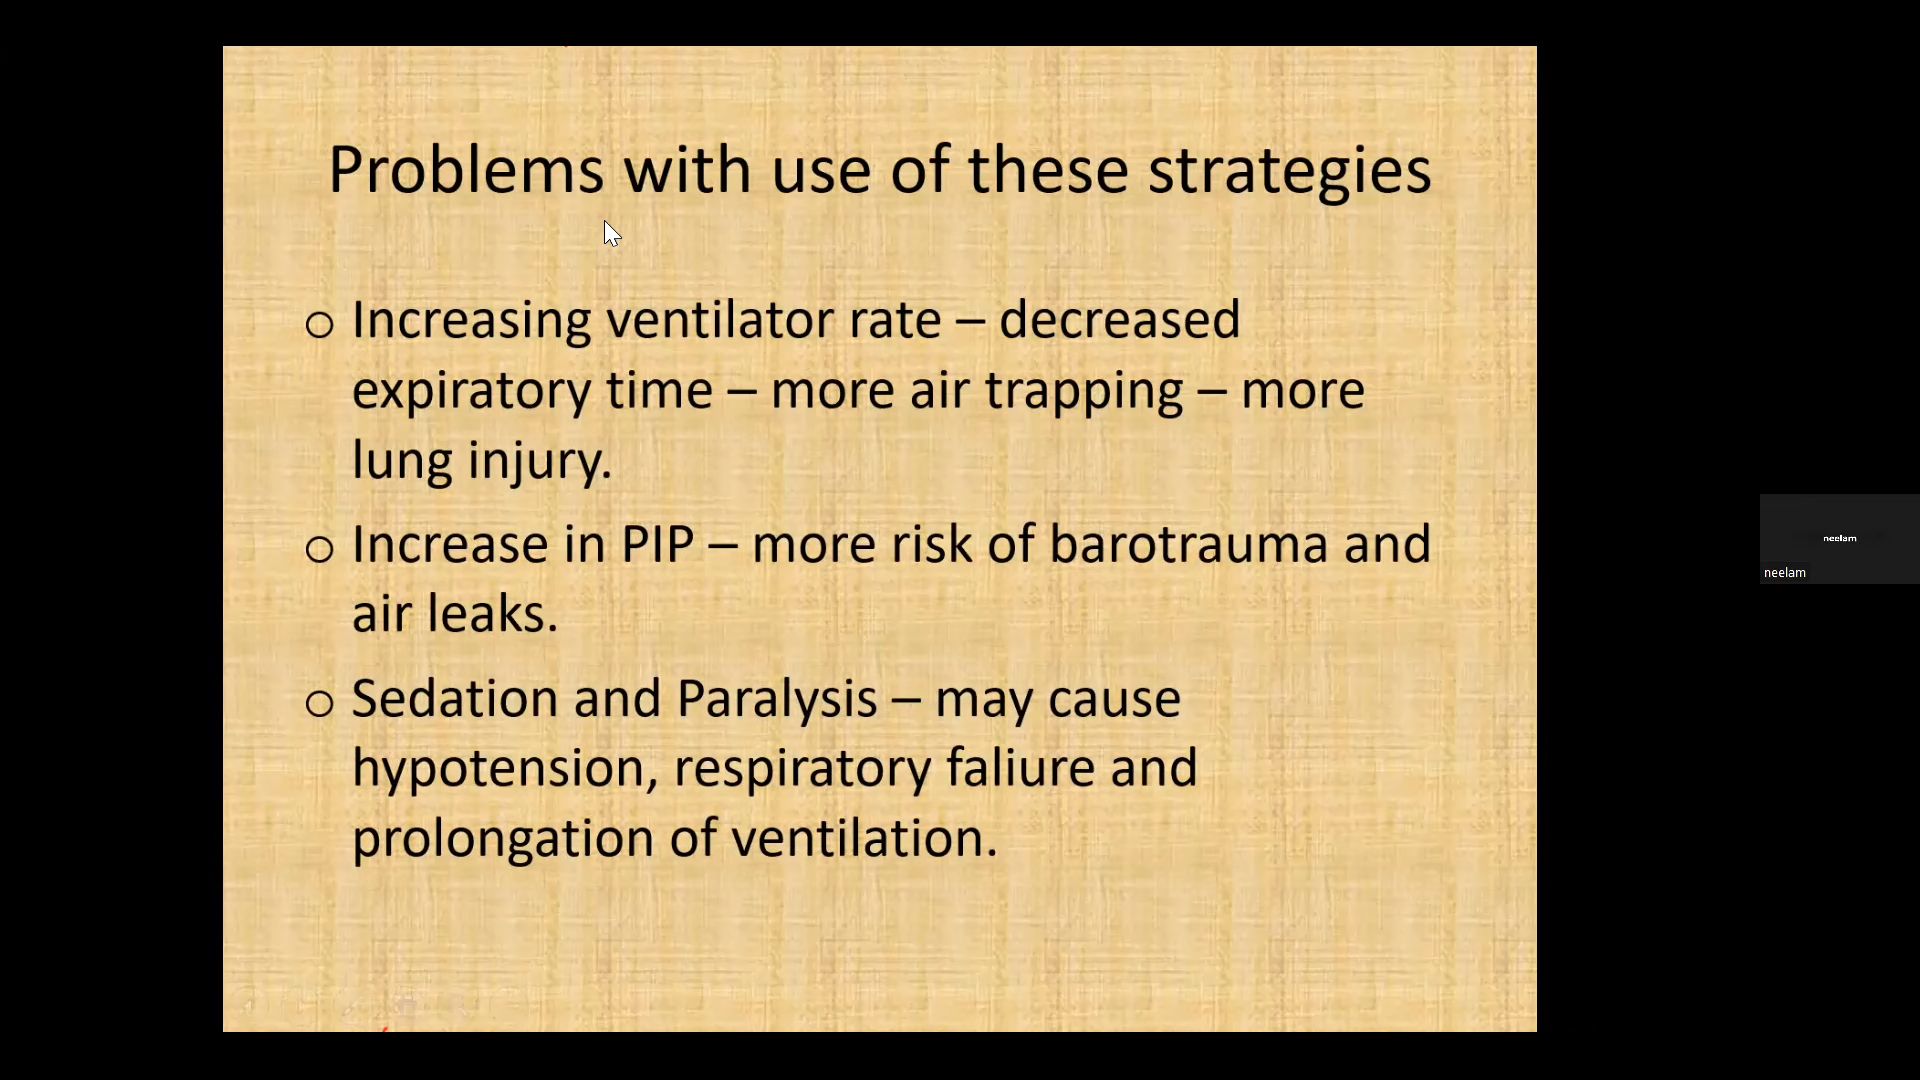 Problems with use of these strategies
o Increasing ventilator rate – decreased
expiratory time – more air trapping – more
lung injury.
o Increase in PIP – more risk of barotrauma and
air leaks.
o Sedation and Paralysis – may cause
hypotension, respiratory faliure and
prolongation of ventilation.
neelam
neelam